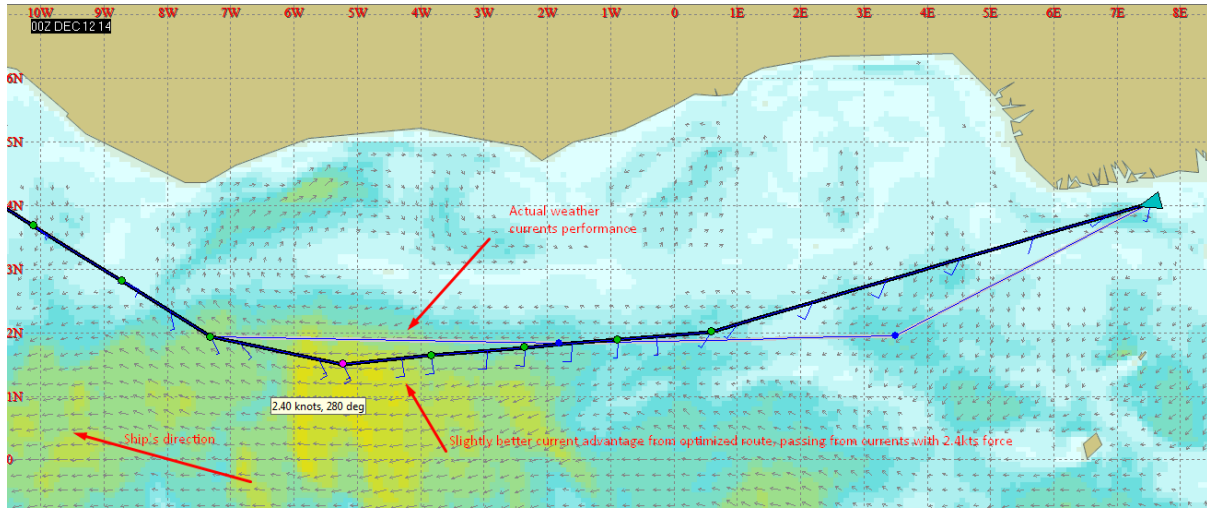 10W 9W 8W 7W 6W 5W 4W 3W 2W 1W 0 1E 2E 3E 4E 5E 6E 7E 8E
00Z DEC 12 14
6N
5N
4N
Actual weather
currents performance
3N
2N
1N
2.40 knots, 280 deg
Ship's direction
Slightly better current advantage from optimized route, passing from currents with 2.4kts force
0